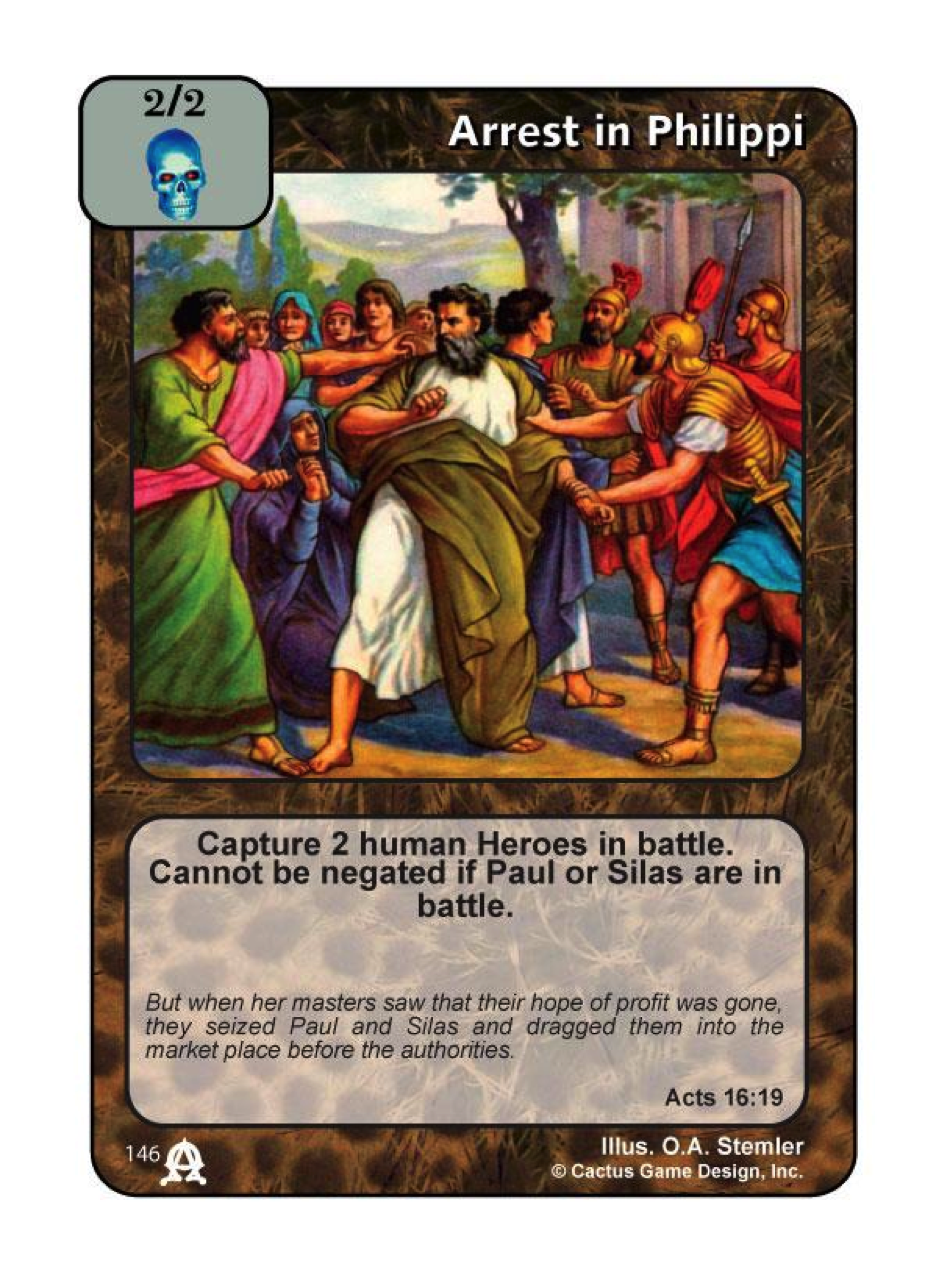 2/2
Arrest in Philippi
Capture 2 human Heroes in battle.
Cannot be negated if Paul or Silas are in
battle.
But when her masters saw that their hope of profit was gone,
they seized Paul and Silas and dragged them into the
market place before the authorities.
Acts 16:19
146
Illus. O.A. Stemler
© Cactus Game Design, Inc.